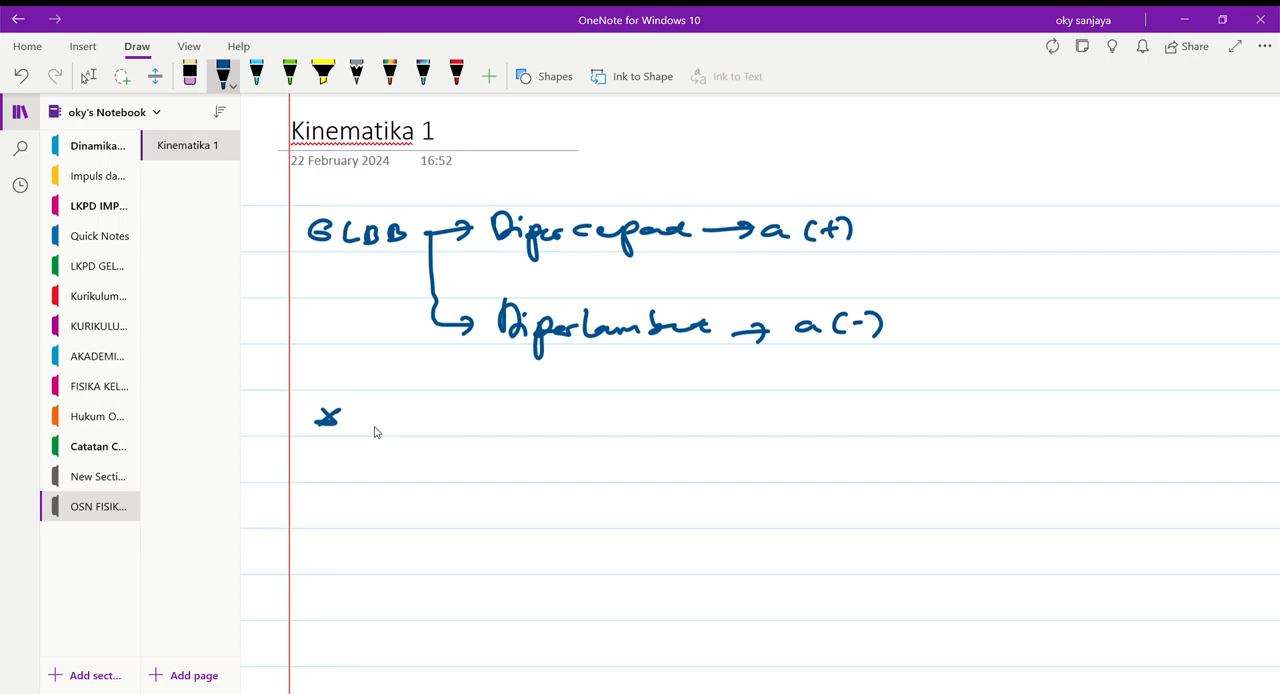 OneNote for Windows 10
oky sanjaya
Home
Insert
Draw
View
Help
Share
Shapes
Ink to Shape
Ink to Text
oky's Notebook
Dinamika...
Impuls da...
LKPD IMP...
Quick Notes
LKPD GEL...
Kurikulum...
KURIKULU...
AKADEMI...
FISIKA KEL...
Hukum O...
Catatan C...
New Secti...
OSN FISIK...
Add sect...
Kinematika 1
Add page
Kinematika 1
22 February 2024 16:52
GLBB → Dipercepat → a (+)
→ Diperlambat → a (-)